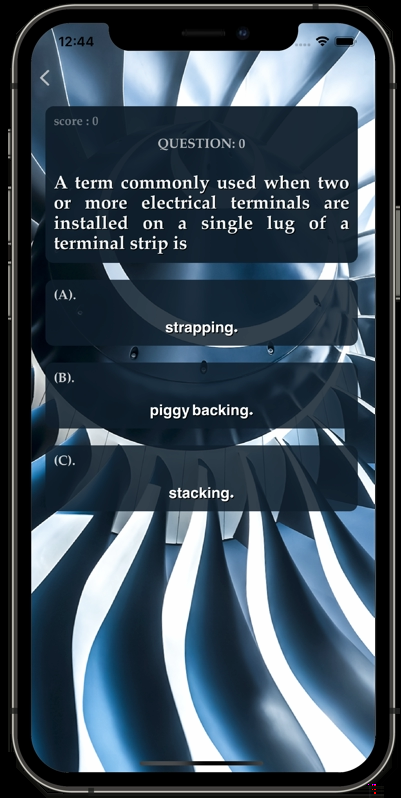 12:44
score : 0
QUESTION: 0
A term commonly used when two
or more electrical terminals are
installed on a single lug of a
terminal strip is
(A).
strapping.
(B).
piggy backing.
(C).
stacking.